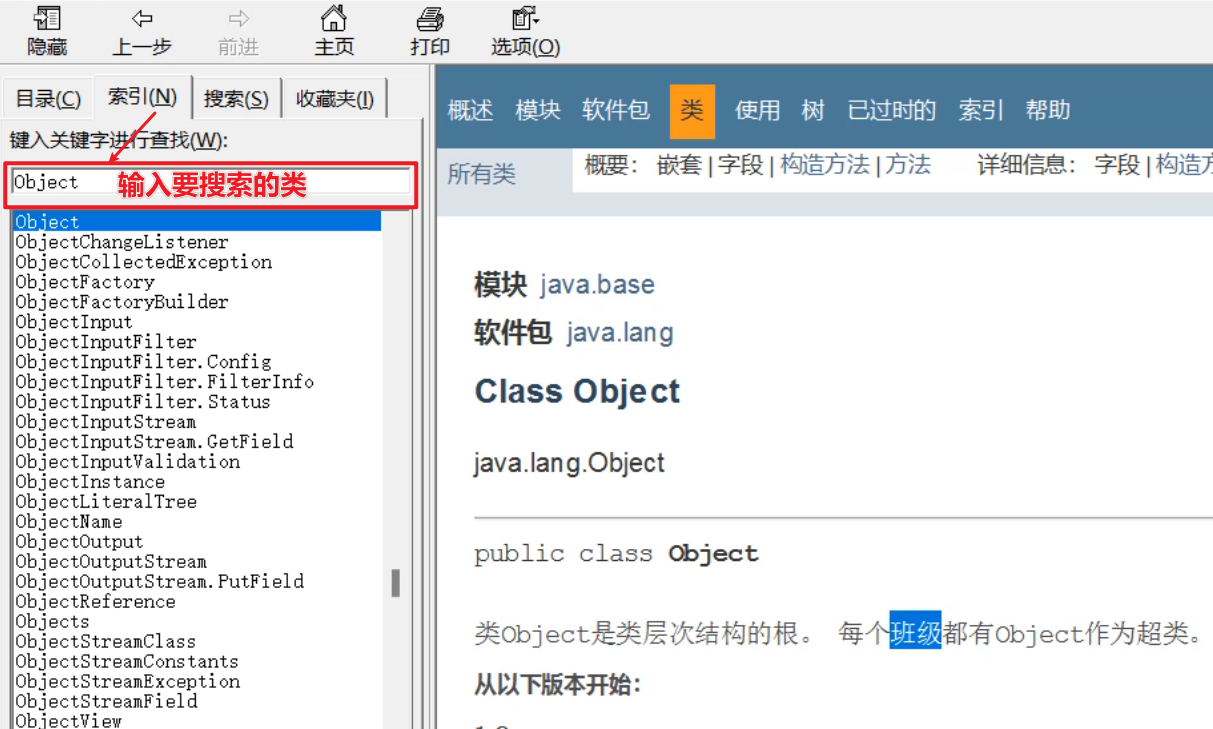 隐藏 上一步 前进 主页 打印 选项(O)
目录(C) 索引(N) 搜索(S) 收藏夹(I)
键入关键字进行查找(W):
Object 输入要搜索的类
Object
ObjectChangeListener
ObjectCollectedException
ObjectFactory
ObjectFactoryBuilder
ObjectInput
ObjectInputFilter
ObjectInputFilter.Config
ObjectInputFilter.FilterInfo
ObjectInputFilter.Status
ObjectInputStream
ObjectInputStream.GetField
ObjectInputValidation
ObjectInstance
ObjectLiteralTree
ObjectName
ObjectOutput
ObjectOutputStream
ObjectOutputStream.PutField
ObjectReference
Objects
ObjectStreamClass
ObjectStreamConstants
ObjectStreamException
ObjectStreamField
ObjectView
概述 模块 软件包 类 使用 树 已过时的 索引 帮助
所有类
概要： 嵌套 | 字段 | 构造方法 | 方法 详细信息： 字段 | 构造方
模块 java.base
软件包 java.lang
Class Object
java.lang.Object
public class Object
类Object是类层次结构的根。 每个班级都有Object作为超类。
从以下版本开始：